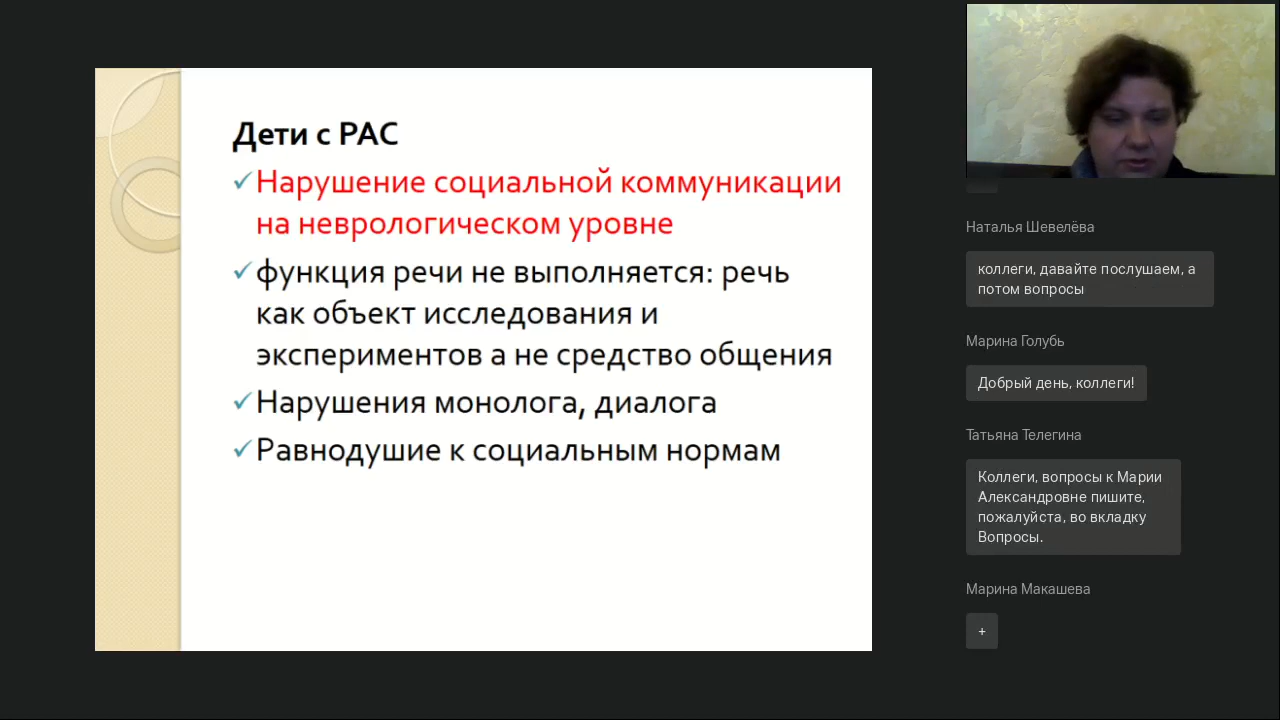 Дети с РАС
Нарушение социальной коммуникации
на неврологическом уровне
функция речи не выполняется: речь
как объект исследования и
экспериментов а не средство общения
Нарушения монолога, диалога
Равнодушие к социальным нормам
Наталья Шевелёва
коллеги, давайте послушаем, а
потом вопросы
Марина Голубь
Добрый день, коллеги!
Татьяна Телегина
Коллеги, вопросы к Марии
Александровне пишите,
пожалуйста, во вкладку
Вопросы.
Марина Макашева
+